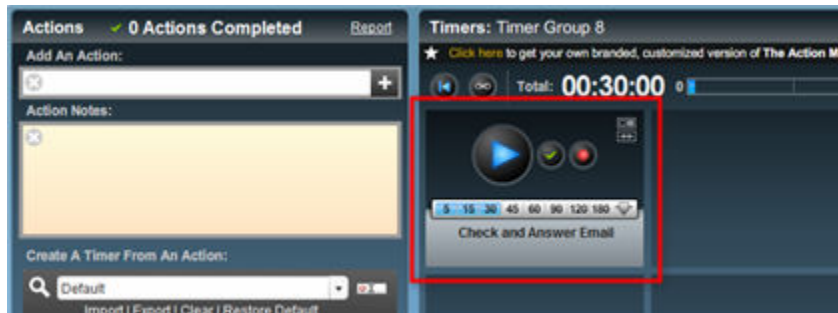 Actions ✓ 0 Actions Completed Report
Add An Action:
Action Notes:
Create A Timer From An Action:
Default
Import | Export | Clear | Restore Default
Timers: Timer Group 8
★ Click here to get your own branded, customized version of The Action M
Total: 00:30:00 0
5 15 30 45 60 90 120 180
Check and Answer Email